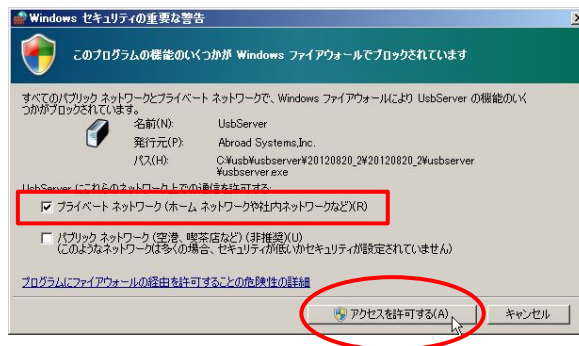 Windows セキュリティの重要な警告
このプログラムの機能のいくつかが Windows ファイアウォールでブロックされています
すべてのパブリック ネットワークとプライベート ネットワークで、Windows ファイアウォールにより UsbServer の機能のいく
つかがブロックされています。
名前(N): UsbServer
発行元(P): Abroad Systems,Inc.
パス(H): C:¥usb¥usbserver¥20120820_2¥20120820_2¥usbserver
¥usbserver.exe
UsbServer にこれらのネットワーク上での通信を許可する:
プライベート ネットワーク (ホーム ネットワークや社内ネットワークなど)(R)
パブリック ネットワーク (空港、喫茶店など) (非推奨)(U)
(このようなネットワークは多くの場合、セキュリティが低いかセキュリティが設定されていません)
プログラムにファイアウォールの経由を許可することの危険性の詳細
アクセスを許可する(A) キャンセル